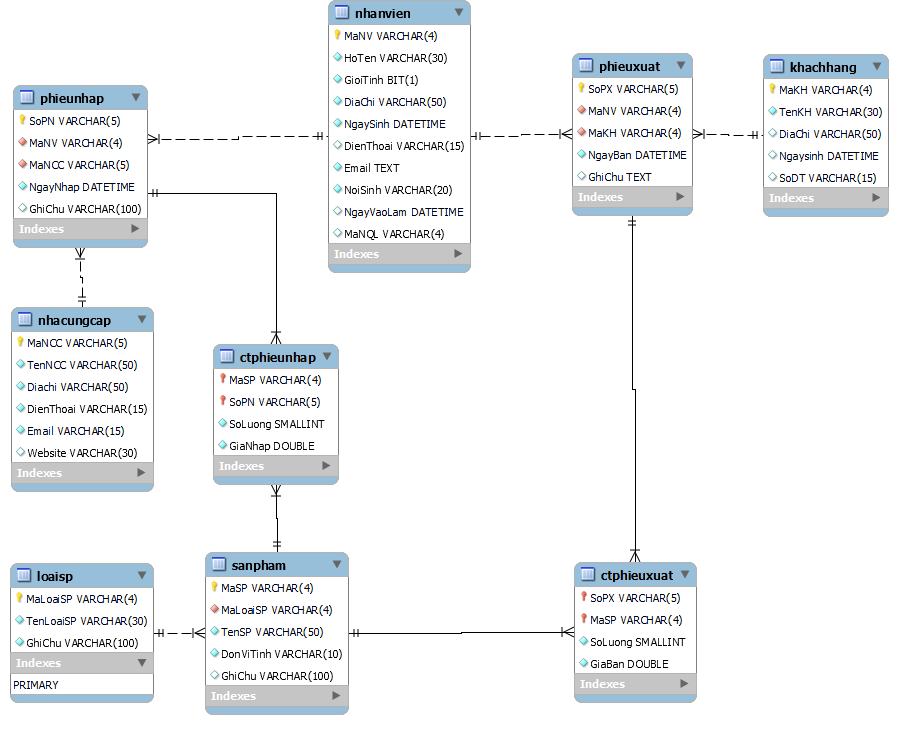 nhanvien
MaNV VARCHAR(4)
HoTen VARCHAR(30)
GioiTinh BIT(1)
DiaChi VARCHAR(50)
NgaySinh DATETIME
DienThoai VARCHAR(15)
Email TEXT
NoiSinh VARCHAR(20)
NgayVaoLam DATETIME
MaNQL VARCHAR(4)
Indexes
phieuxuat
SoPX VARCHAR(5)
MaNV VARCHAR(4)
MaKH VARCHAR(4)
NgayBan DATETIME
GhiChu TEXT
Indexes
khachhang
MaKH VARCHAR(4)
TenKH VARCHAR(30)
DiaChi VARCHAR(50)
Ngaysinh DATETIME
SoDT VARCHAR(15)
Indexes
phieunhap
SoPN VARCHAR(5)
MaNV VARCHAR(4)
MaNCC VARCHAR(5)
NgayNhap DATETIME
GhiChu VARCHAR(100)
Indexes
nhacungcap
MaNCC VARCHAR(5)
TenNCC VARCHAR(50)
Diachi VARCHAR(50)
DienThoai VARCHAR(15)
Email VARCHAR(15)
Website VARCHAR(30)
Indexes
ctphieunhap
MaSP VARCHAR(4)
SoPN VARCHAR(5)
SoLuong SMALLINT
GiaNhap DOUBLE
Indexes
loaisp
MaLoaiSP VARCHAR(4)
TenLoaiSP VARCHAR(30)
GhiChu VARCHAR(100)
Indexes
PRIMARY
sanpham
MaSP VARCHAR(4)
MaLoaiSP VARCHAR(4)
TenSP VARCHAR(50)
DonViTinh VARCHAR(10)
GhiChu VARCHAR(100)
Indexes
ctphieuxuat
SoPX VARCHAR(5)
MaSP VARCHAR(4)
SoLuong SMALLINT
GiaBan DOUBLE
Indexes